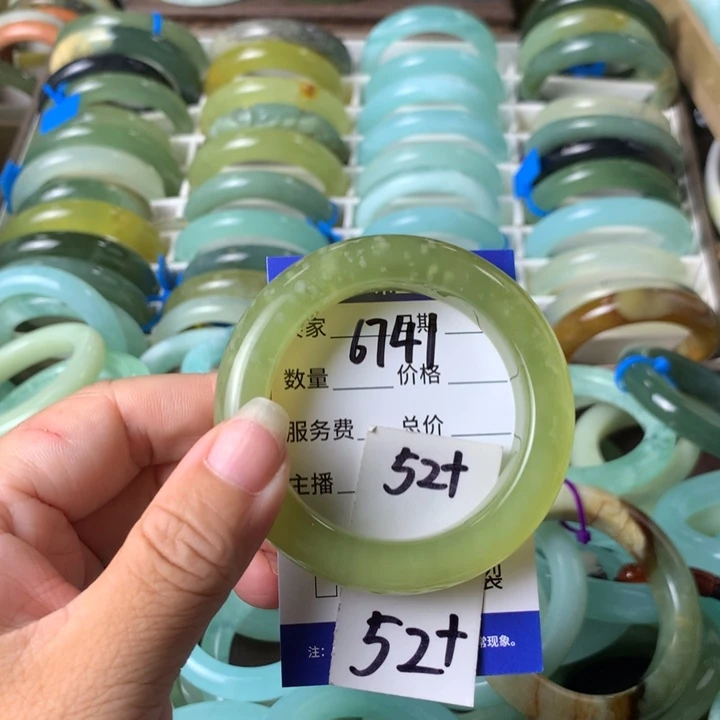 家 6741 期
数量 价格
服务费 总价
52+
主播
裂
52+
注: 常现象。